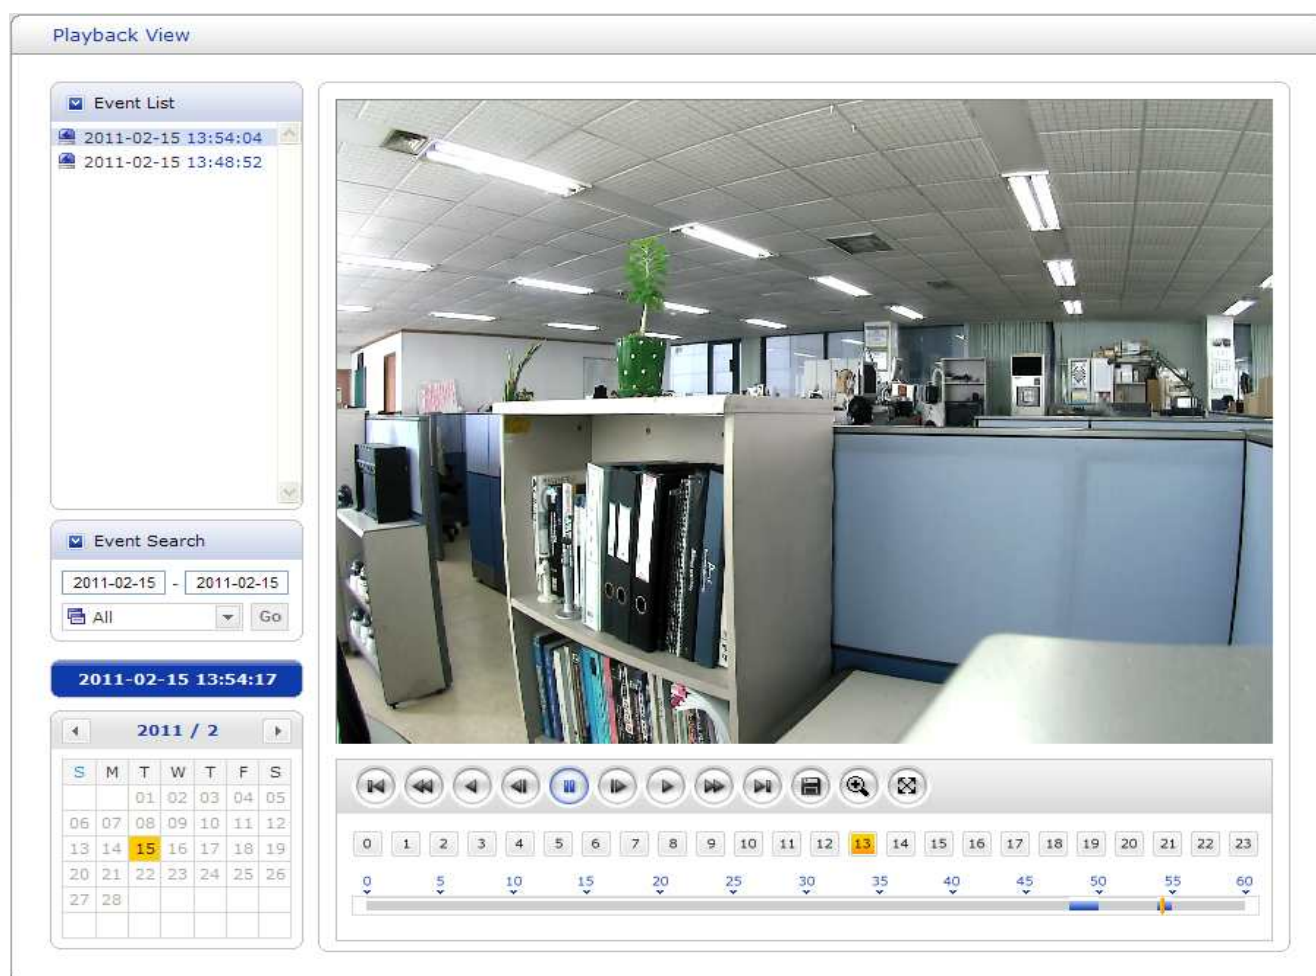 Playback View
Event List
2011-02-15 13:54:04
2011-02-15 13:48:52
Event Search
2011-02-15 - 2011-02-15
All Go
2011-02-15 13:54:17
2011 / 2
S M T W T F S
01 02 03 04 05
06 07 08 09 10 11 12
13 14 15 16 17 18 19
20 21 22 23 24 25 26
27 28
0 1 2 3 4 5 6 7 8 9 10 11 12 13 14 15 16 17 18 19 20 21 22 23
0 5 10 15 20 25 30 35 40 45 50 55 60